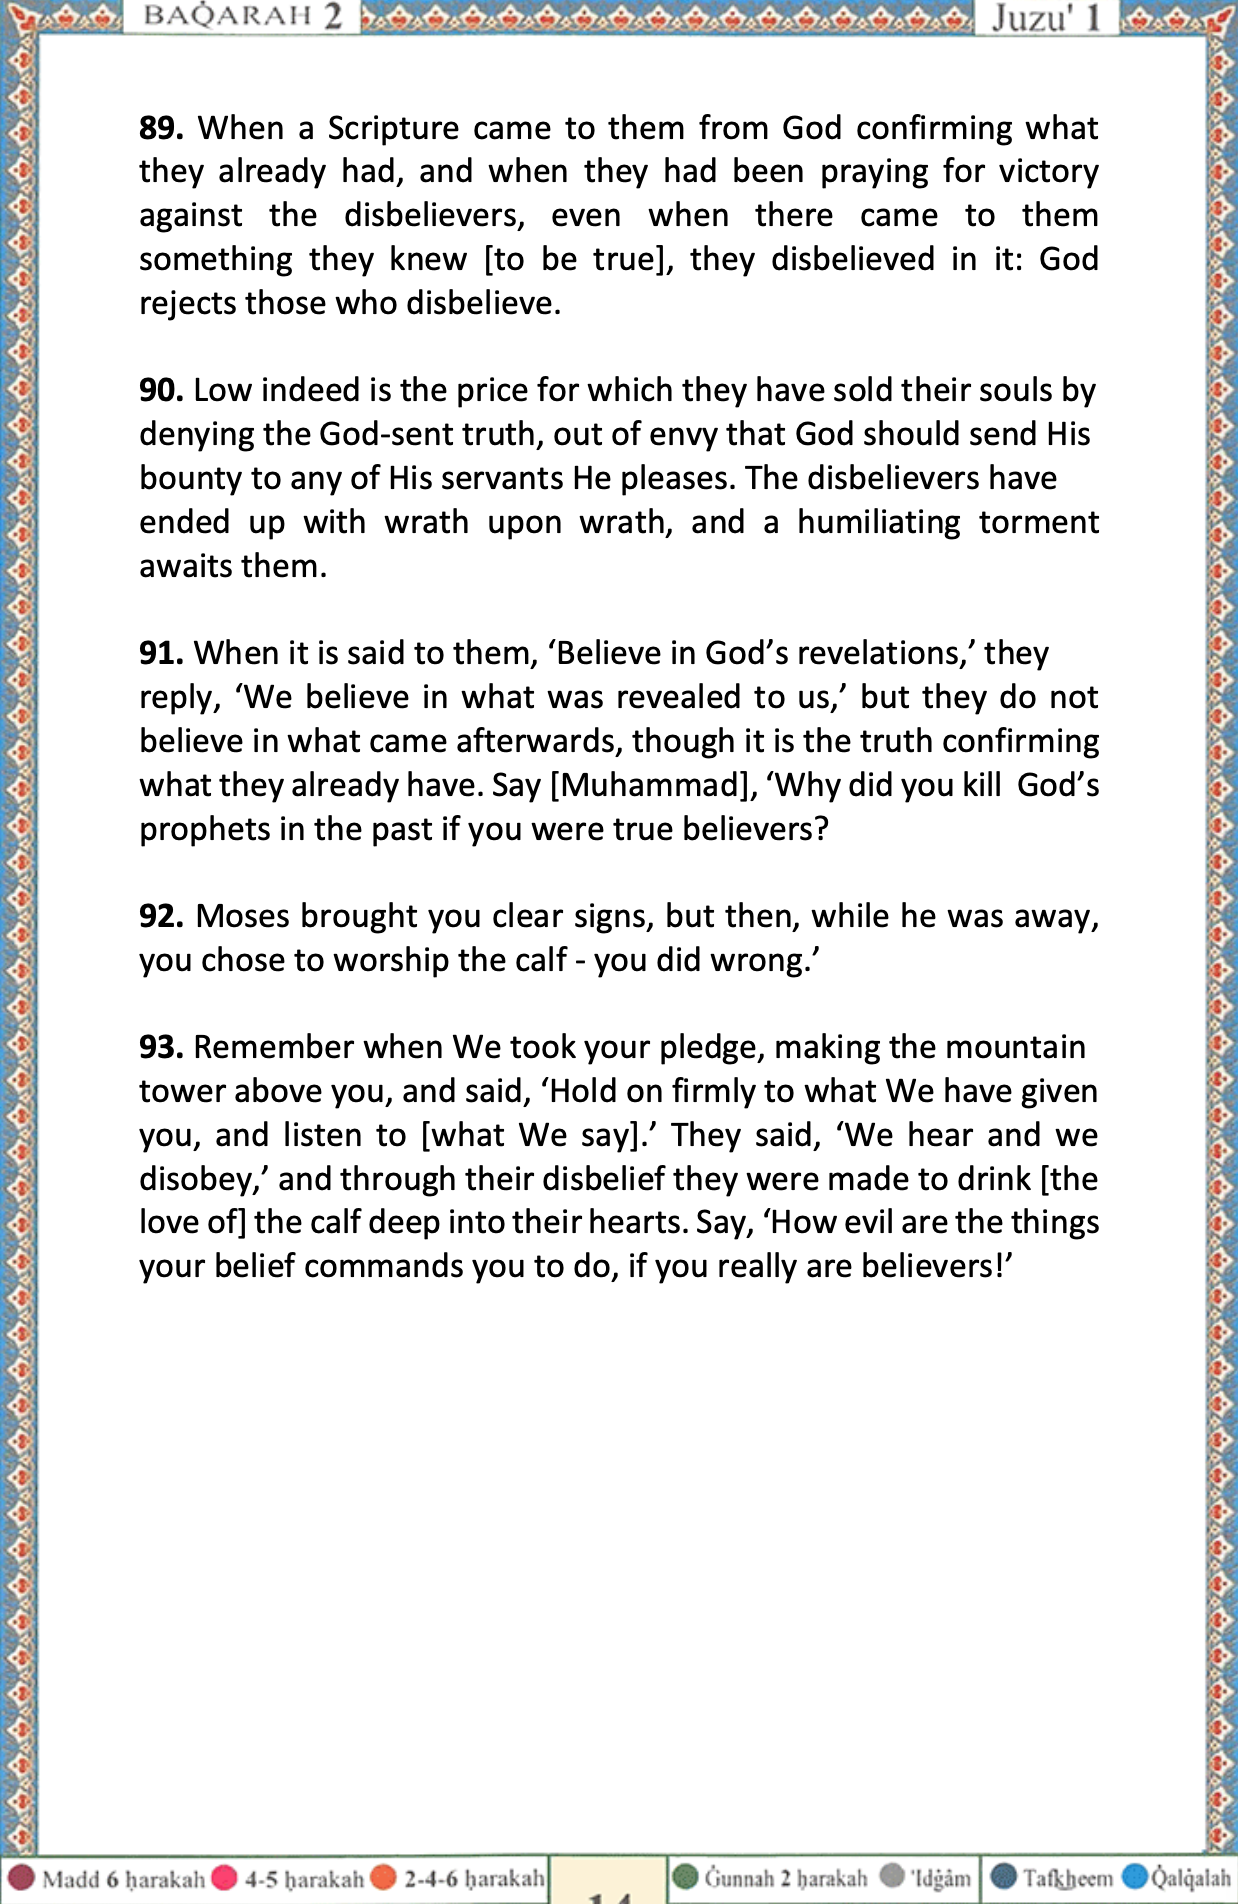 BAQ̇ARAH 2
Juzu' 1
89. When a Scripture came to them from God confirming what
they already had, and when they had been praying for victory
against the disbelievers, even when there came to them
something they knew [to be true], they disbelieved in it: God
rejects those who disbelieve.
90. Low indeed is the price for which they have sold their souls by
denying the God-sent truth, out of envy that God should send His
bounty to any of His servants He pleases. The disbelievers have
ended up with wrath upon wrath, and a humiliating torment
awaits them.
91. When it is said to them, ‘Believe in God’s revelations,’ they
reply, ‘We believe in what was revealed to us,’ but they do not
believe in what came afterwards, though it is the truth confirming
what they already have. Say [Muhammad], ‘Why did you kill God’s
prophets in the past if you were true believers?
92. Moses brought you clear signs, but then, while he was away,
you chose to worship the calf - you did wrong.’
93. Remember when We took your pledge, making the mountain
tower above you, and said, ‘Hold on firmly to what We have given
you, and listen to [what We say].’ They said, ‘We hear and we
disobey,’ and through their disbelief they were made to drink [the
love of] the calf deep into their hearts. Say, ‘How evil are the things
your belief commands you to do, if you really are believers!’
Madd 6 ḥarakah 4-5 ḥarakah 2-4-6 ḥarakah 14 Ġunnah 2 ḥarakah 'Idġâm Tafk͟heem Q̇alq̇alah